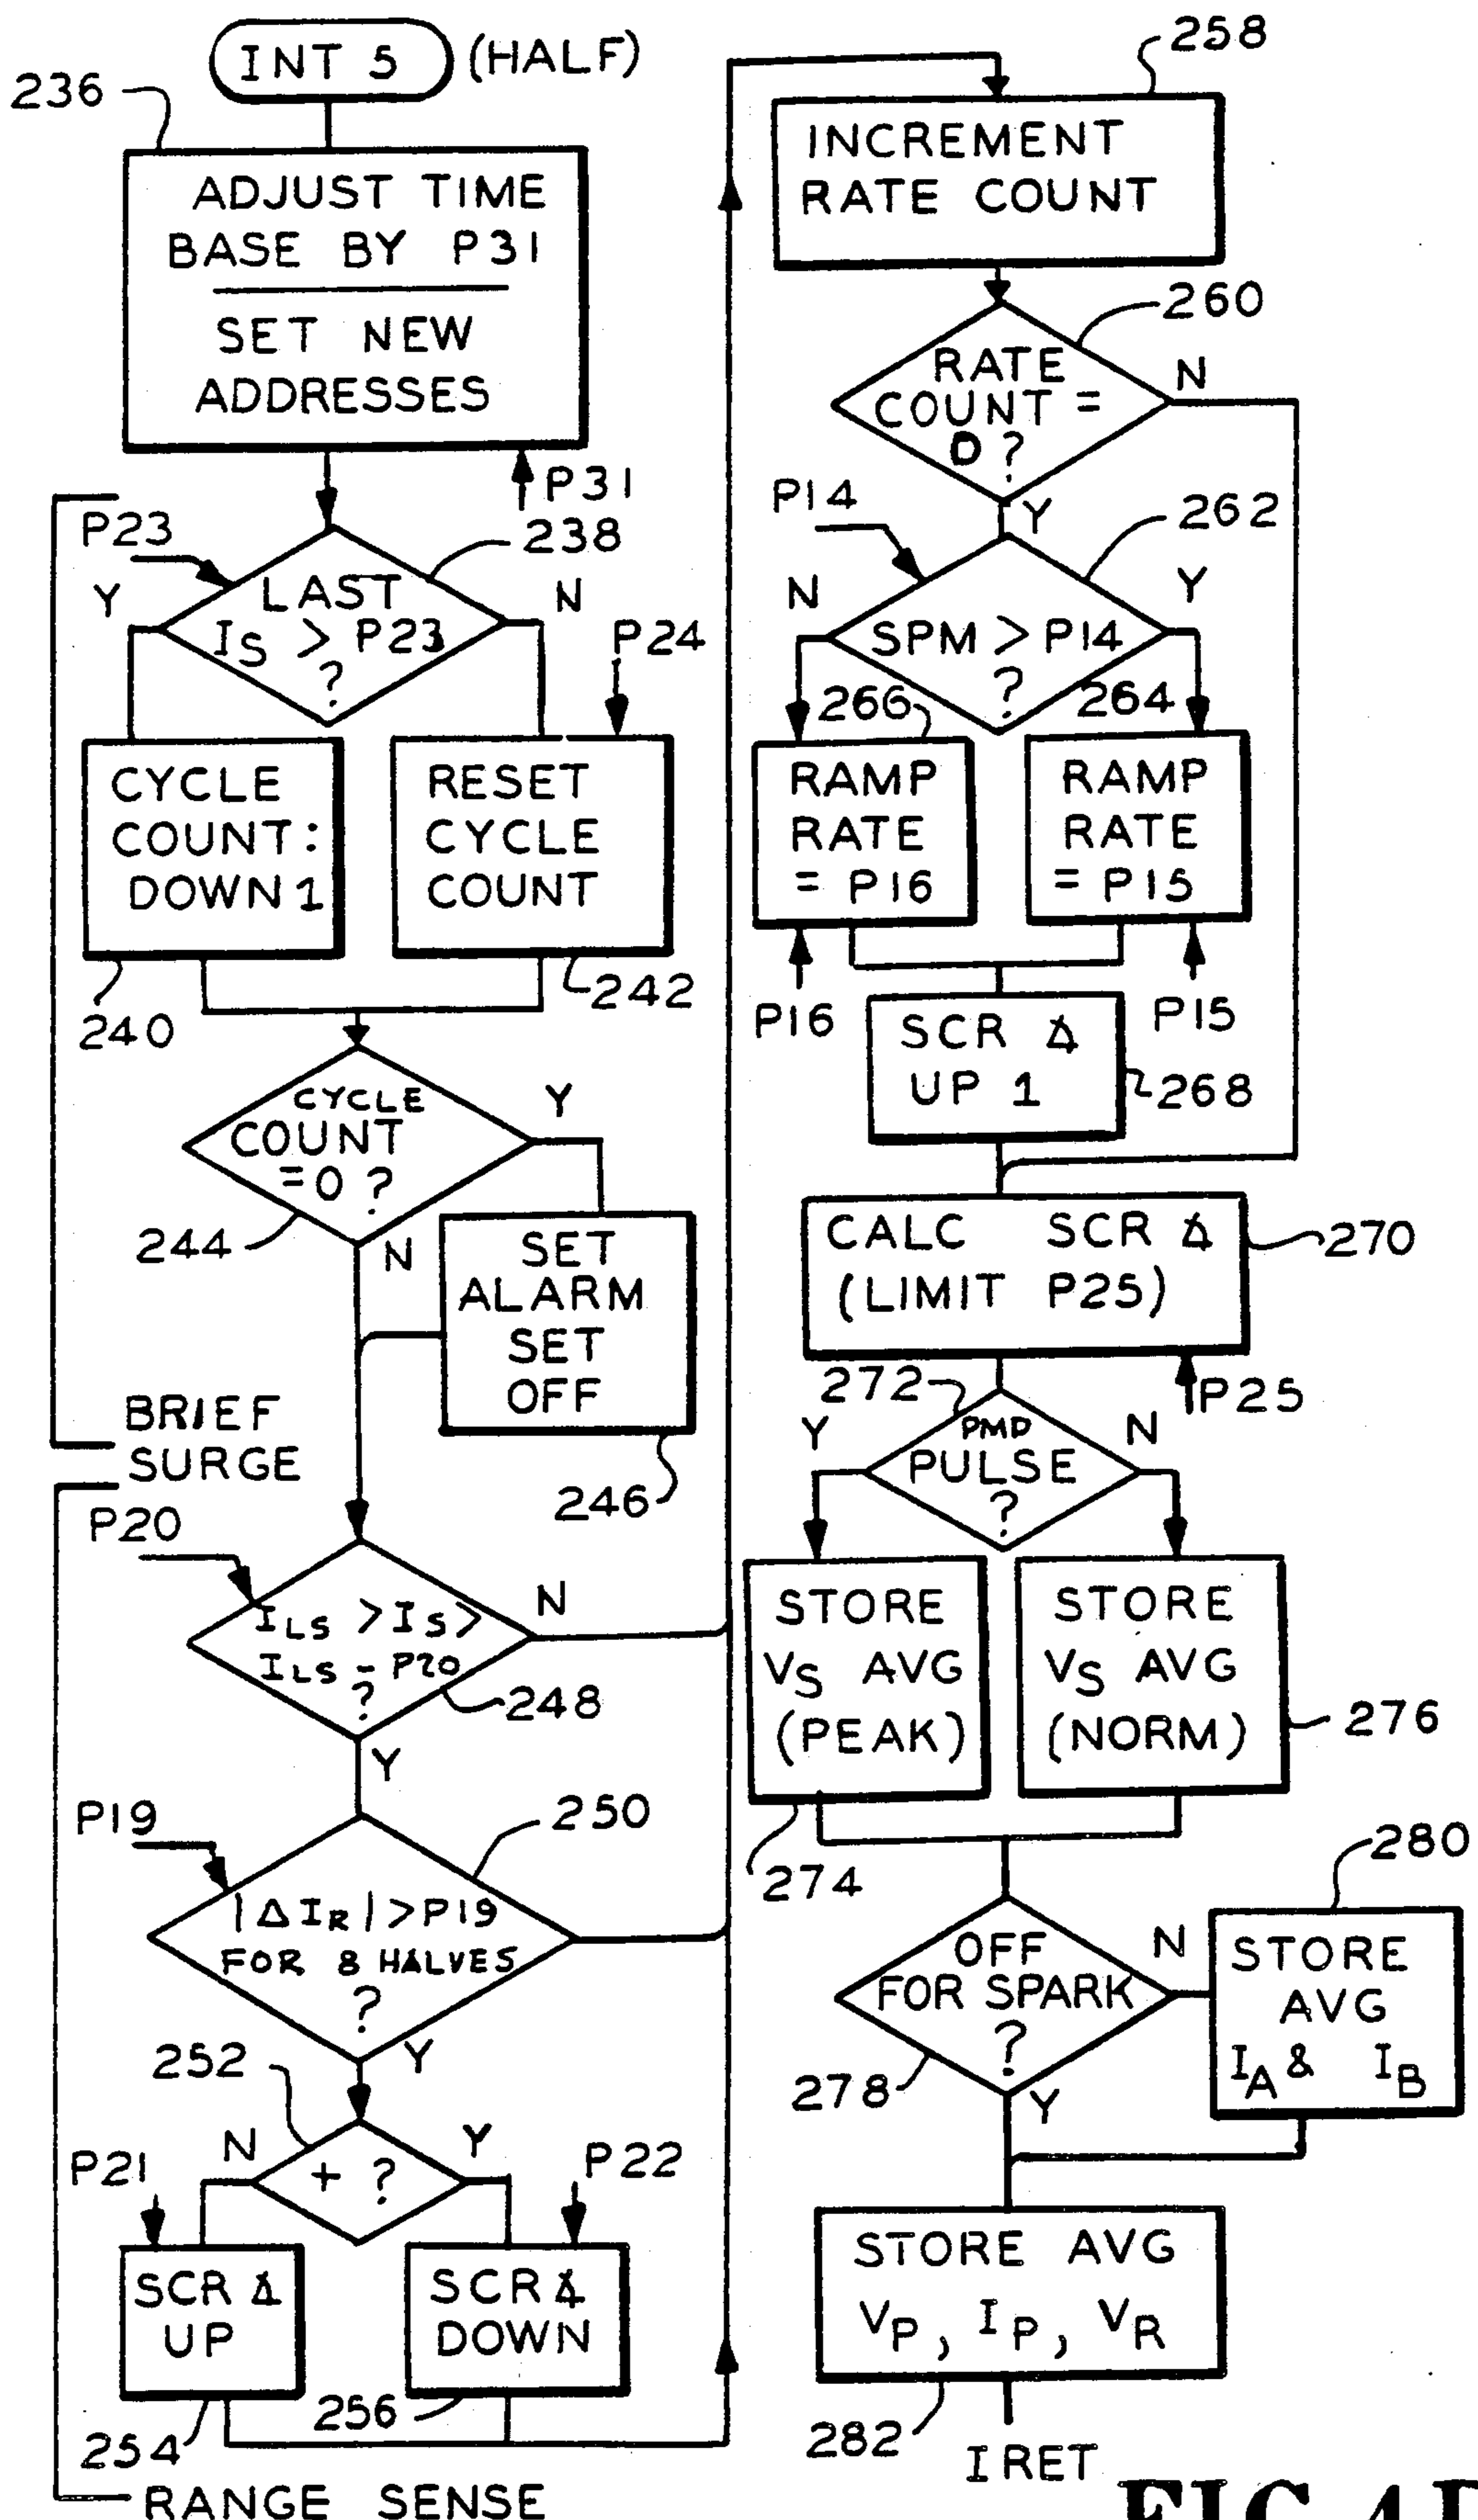 INT 5 (HALF)
236
ADJUST TIME
BASE BY P31
SET NEW
ADDRESSES
P31
P23
238
Y
N
LAST
IS > P23
?
P24
CYCLE
COUNT:
DOWN 1
RESET
CYCLE
COUNT
240
242
CYCLE
COUNT
=0 ?
Y
244
N
SET
ALARM
SET
OFF
246
BRIEF
SURGE
P20
ILS > IS >
ILS - P20
?
N
248
Y
P19
250
|Δ IR| > P19
FOR 8 HALVES
?
Y
252
N
+ ?
Y
P21
P22
SCR ∆
UP
SCR ∆
DOWN
254
256
RANGE SENSE
258
INCREMENT
RATE COUNT
260
RATE
COUNT =
0 ?
N
P14
Y
262
N
SPM > P14
?
Y
266
264
RAMP
RATE
= P16
RAMP
RATE
= P15
P16
P15
SCR ∆
UP 1
268
CALC SCR ∆
(LIMIT P25)
270
272
P25
Y
PMP
PULSE
?
N
STORE
VS AVG
(PEAK)
STORE
VS AVG
(NORM)
276
274
280
OFF
FOR SPARK
?
N
STORE
AVG
IA & IB
278
Y
STORE AVG
VP, IP, VR
282
IRET